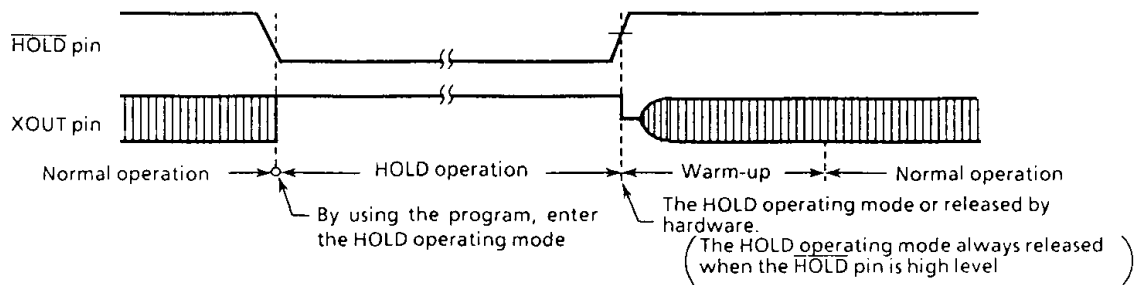 HOLD pin
XOUT pin
Normal operation
HOLD operation
Warm-up
Normal operation
By using the program, enter
the HOLD operating mode
The HOLD operating mode or released by
hardware.
(The HOLD operating mode always released
when the HOLD pin is high level)